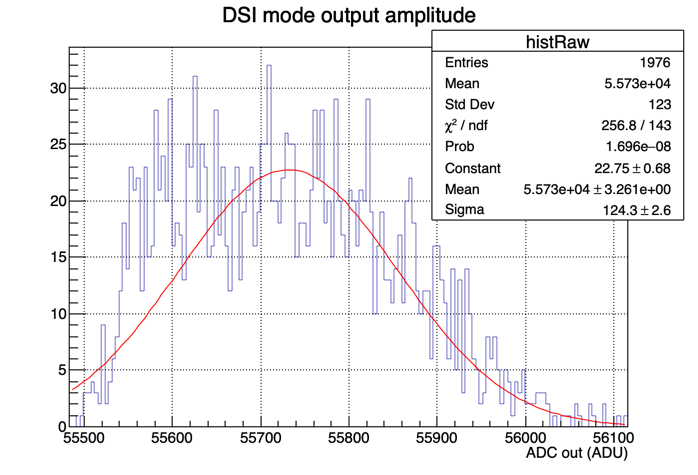 DSI mode output amplitude
histRaw
Entries 1976
Mean 5.573e+04
Std Dev 123
χ² / ndf 256.8 / 143
Prob 1.696e−08
Constant 22.75 ± 0.68
Mean 5.573e+04 ± 3.261e+00
Sigma 124.3 ± 2.6
30
25
20
15
10
5
0
55500 55600 55700 55800 55900 56000 56100
ADC out (ADU)